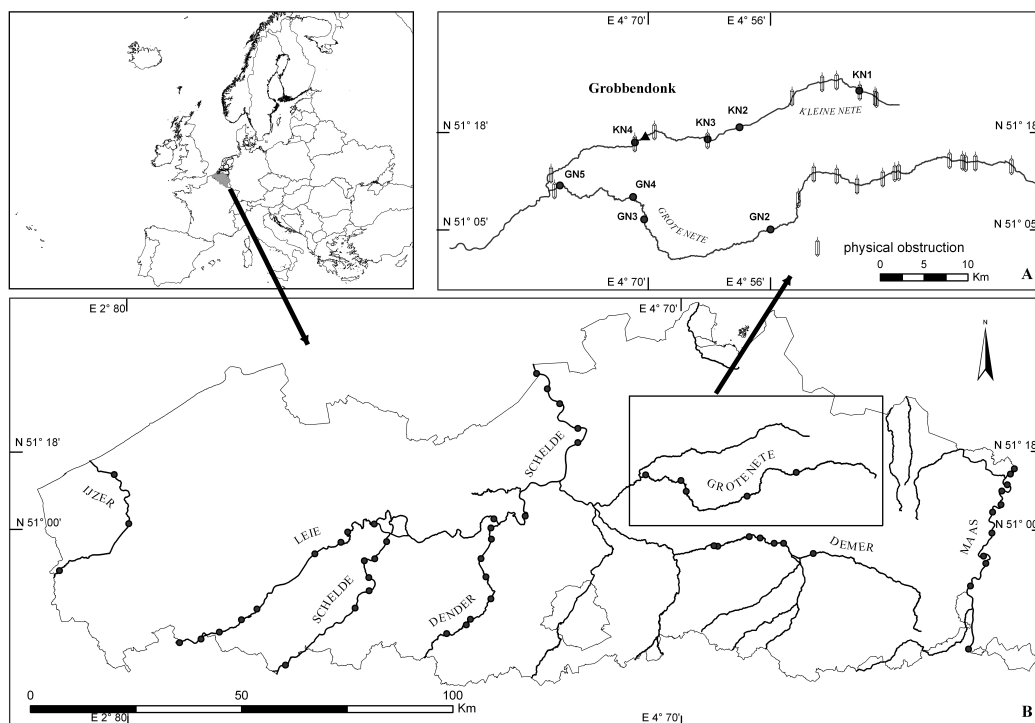 E 4° 70'
E 4° 56'
Grobbendonk
KN1
KLEINE NETE
KN2
N 51° 18'
KN4
KN3
N 51° 18'
GN5
GN4
GN3
GROTE NETE
GN2
N 51° 05'
N 51° 05'
physical obstruction
0 5 10
Km
A
E 4° 70'
E 4° 56'
E 2° 80'
E 4° 70'
N
N 51° 18'
N 51° 18'
SCHELDE
GROTE NETE
IJZER
N 51° 00'
N 51° 00'
LEIE
DEMER
MAAS
SCHELDE
DENDER
0 50 100
Km
B
E 2° 80'
E 4° 70'